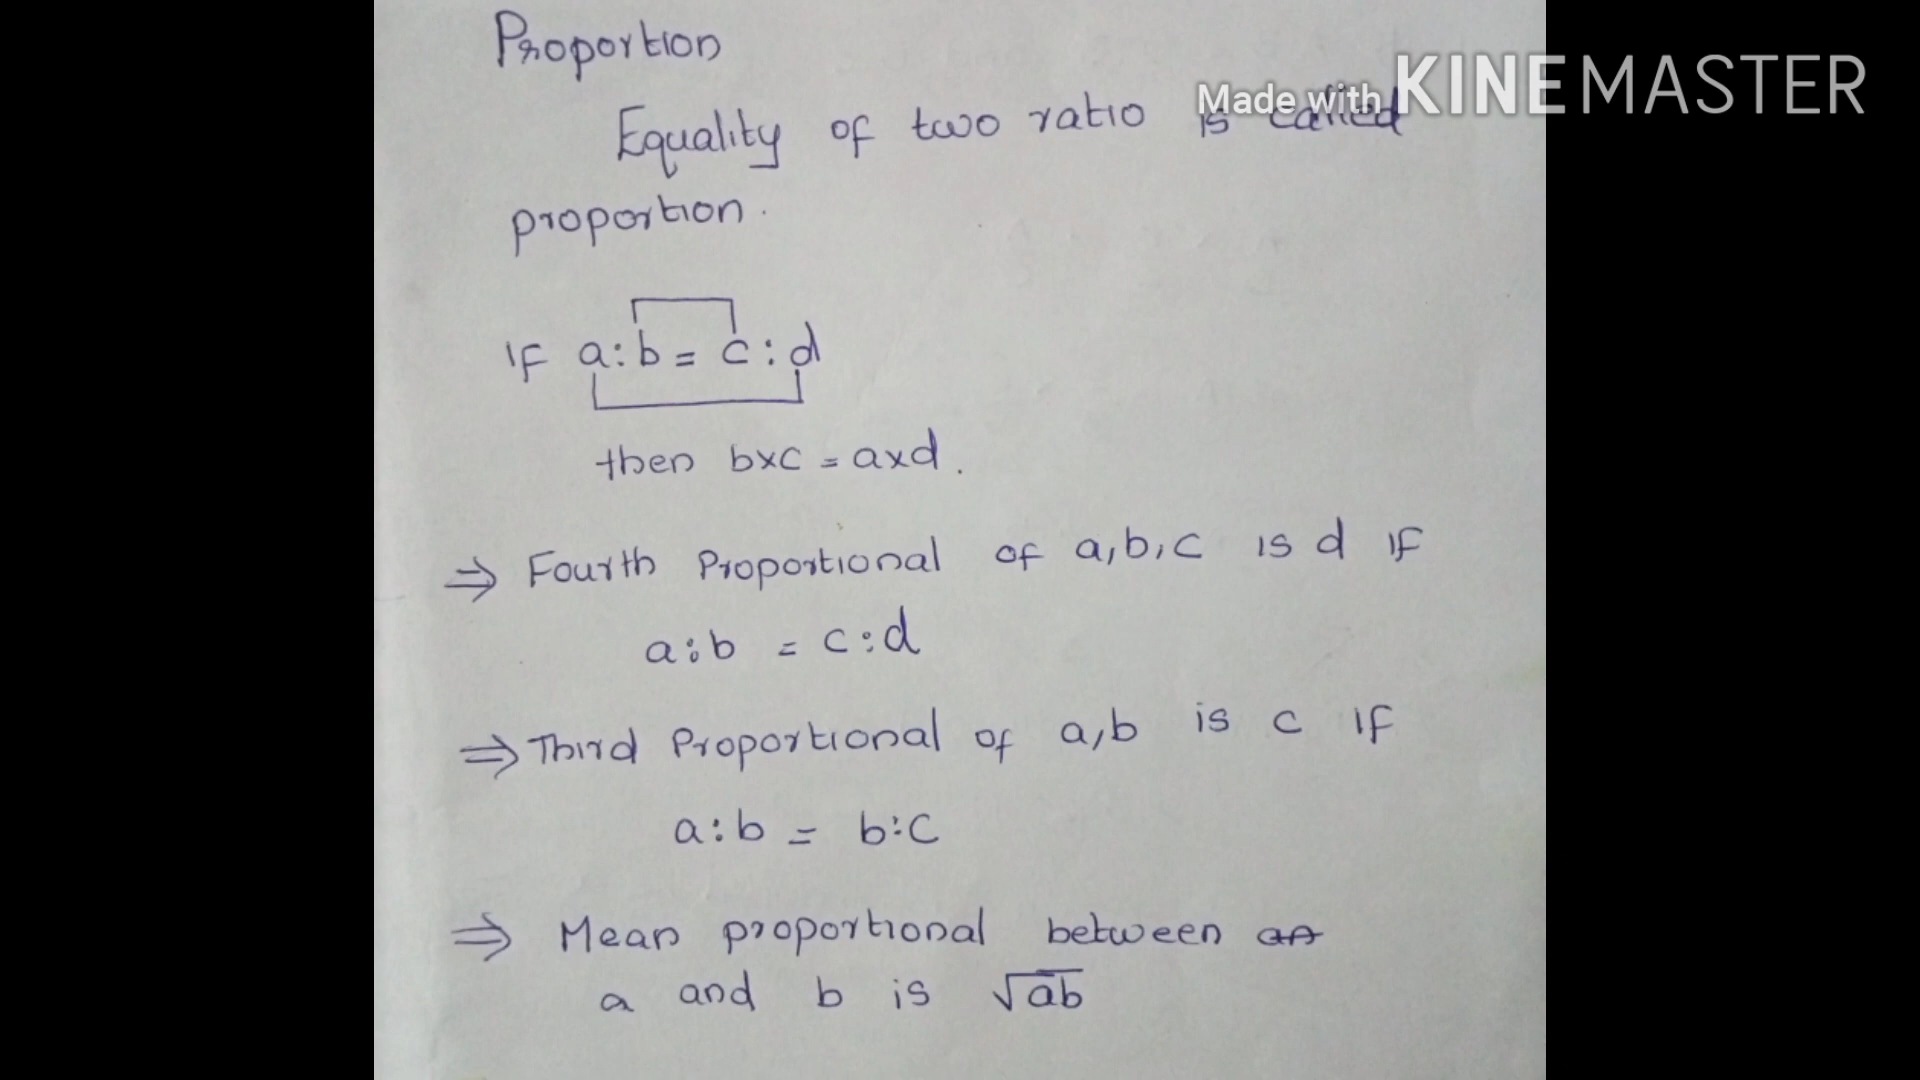 Proportion
Made with KINEMASTER
Equality of two ratio is called
proportion.
If a:b = c:d
then b×c = a×d.
⇒ Fourth Proportional of a,b,c is d if
a:b = c:d
⇒ Third Proportional of a,b is c if
a:b = b:c
⇒ Mean proportional between
a and b is √ab